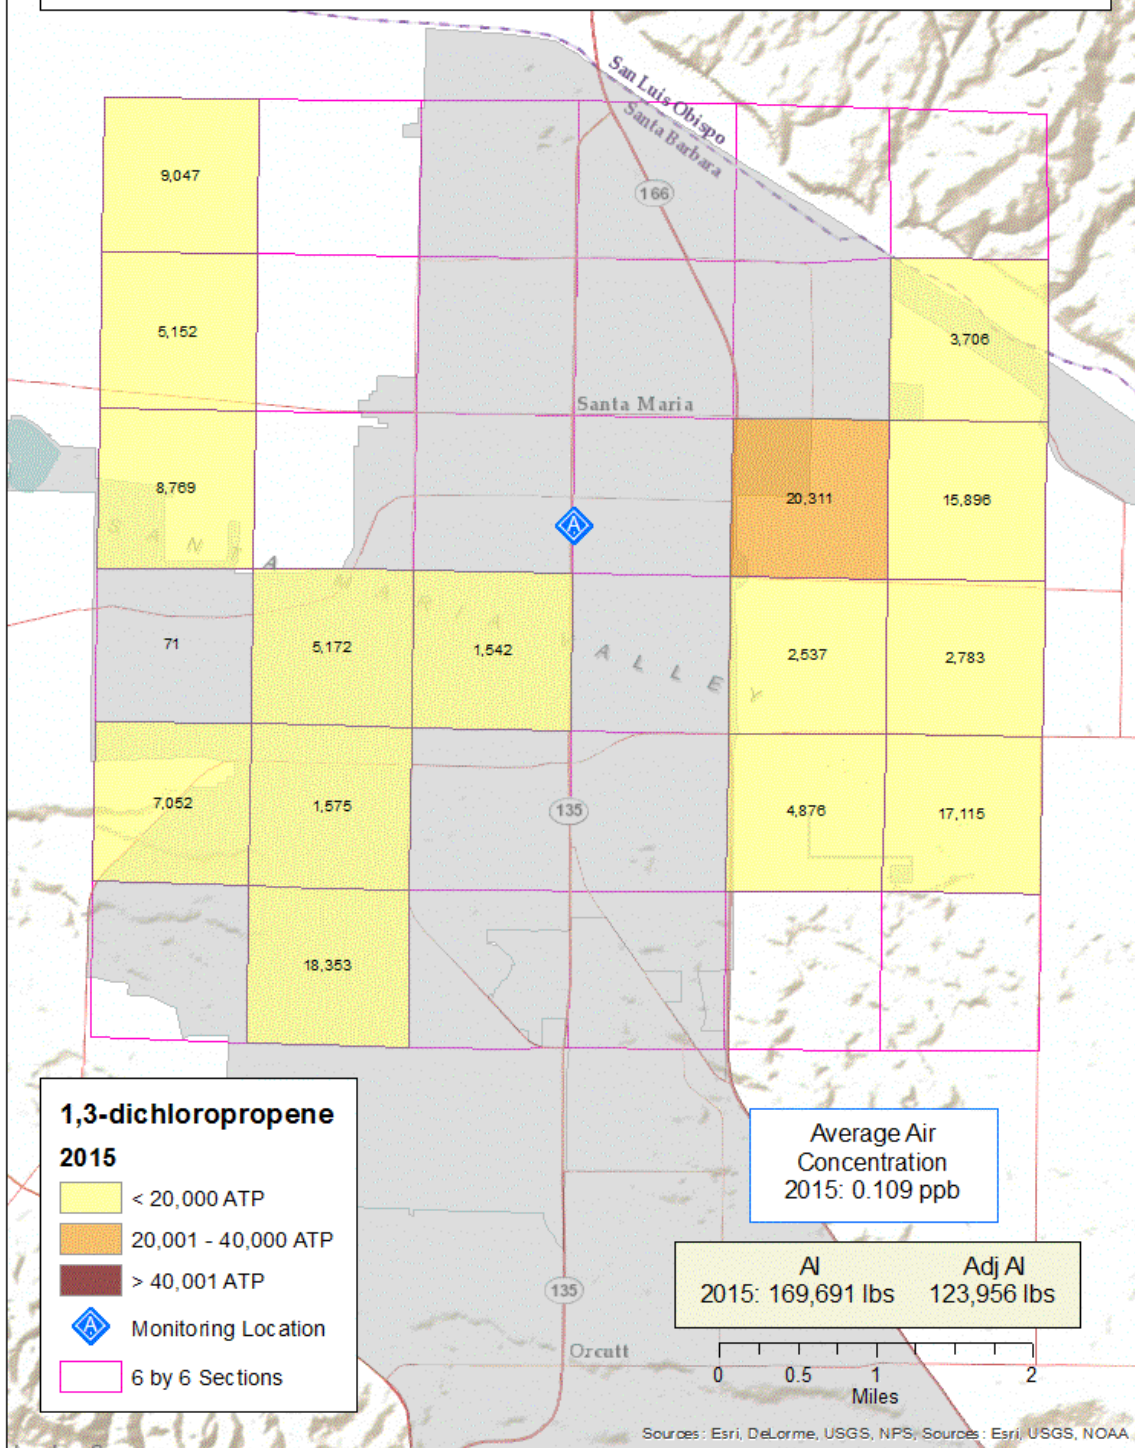 San Luis Obispo
Santa Barbara
9,047
166
5,152
3,706
Santa Maria
8,769
20,311
15,896
A
SANTA MARIA VALLEY
71
5,172
1,542
2,537
2,783
7,052
1,575
135
4,876
17,115
18,353
1,3-dichloropropene
2015
< 20,000 ATP
20,001 - 40,000 ATP
> 40,001 ATP
A Monitoring Location
6 by 6 Sections
Average Air
Concentration
2015: 0.109 ppb
AI Adj AI
2015: 169,691 lbs 123,956 lbs
135
Orcutt
0 0.5 1 2
Miles
Sources: Esri, DeLorme, USGS, NPS, Sources: Esri, USGS, NOAA